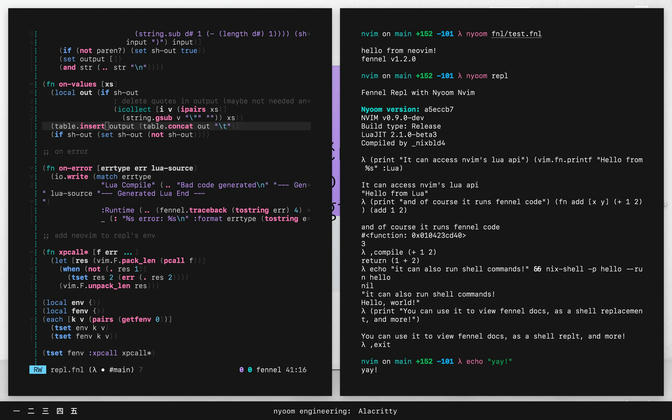 (string.sub d# 1 (- (length d#) 1)))) (sh
input ")") input)
(if (not paren?) (set sh-out true))
(set output [])
(and str (.. str "\n"))))
(fn on-values [xs]
(local out (if sh-out
; delete quotes in output (maybe not needed an
(icollect [i v (ipairs xs)]
(string.gsub v "\"" "")) xs))
(table.insert output (table.concat out "\t"))
(if sh-out (set sh-out (not sh-out))))
;; on error
(fn on-error [errtype err lua-source]
(io.write (match errtype
"Lua Compile" (.. "Bad code generated\n" "--- Gen
" lua-source "--- Generated Lua End ---
")
:Runtime (.. (fennel.traceback (tostring err) 4)
_ (: "%s error: %s\n" :format errtype (tostring e
;; add neovim to repl's env
(fn xpcall* [f err ...]
(let [res (vim.F.pack_len (pcall f))]
(when (not (. res 1))
(tset res 2 (err (. res 2))))
(vim.F.unpack_len res)))
(local env {})
(local fenv {})
(each [k v (pairs (getfenv 0))]
(tset env k v)
(tset fenv k v))
(tset fenv :xpcall xpcall*)
RW repl.fnl (λ • #main) 7 0 0 fennel 41:16
nvim on main +152 -101 λ nyoom fnl/test.fnl
hello from neovim!
fennel v1.2.0
nvim on main +152 -101 λ nyoom repl
Fennel Repl with Nyoom Nvim
Nyoom version: a5eccb7
NVIM v0.9.0-dev
Build type: Release
LuaJIT 2.1.0-beta3
Compiled by _nixbld4
λ (print "It can access nvim's lua api") (vim.fn.printf "Hello from
%s" :Lua)
It can access nvim's lua api
"Hello from Lua"
λ (print "and of course it runs fennel code") (fn add [x y] (+ 1 2)
) (add 1 2)
and of course it runs fennel code
#<function: 0x010423cd40>
3
λ ,compile (+ 1 2)
return (1 + 2)
λ echo "it can also run shell commands!" && nix-shell -p hello --ru
n hello
nil
"it can also run shell commands!
Hello, world!"
λ (print "You can use it to view fennel docs, as a shell replacemen
t, and more!")
You can use it to view fennel docs, as a shell replt, and more!
λ ,exit
nvim on main +152 -101 λ echo "yay!"
yay!
一 二 三 四 五
nyoom engineering: Alacritty